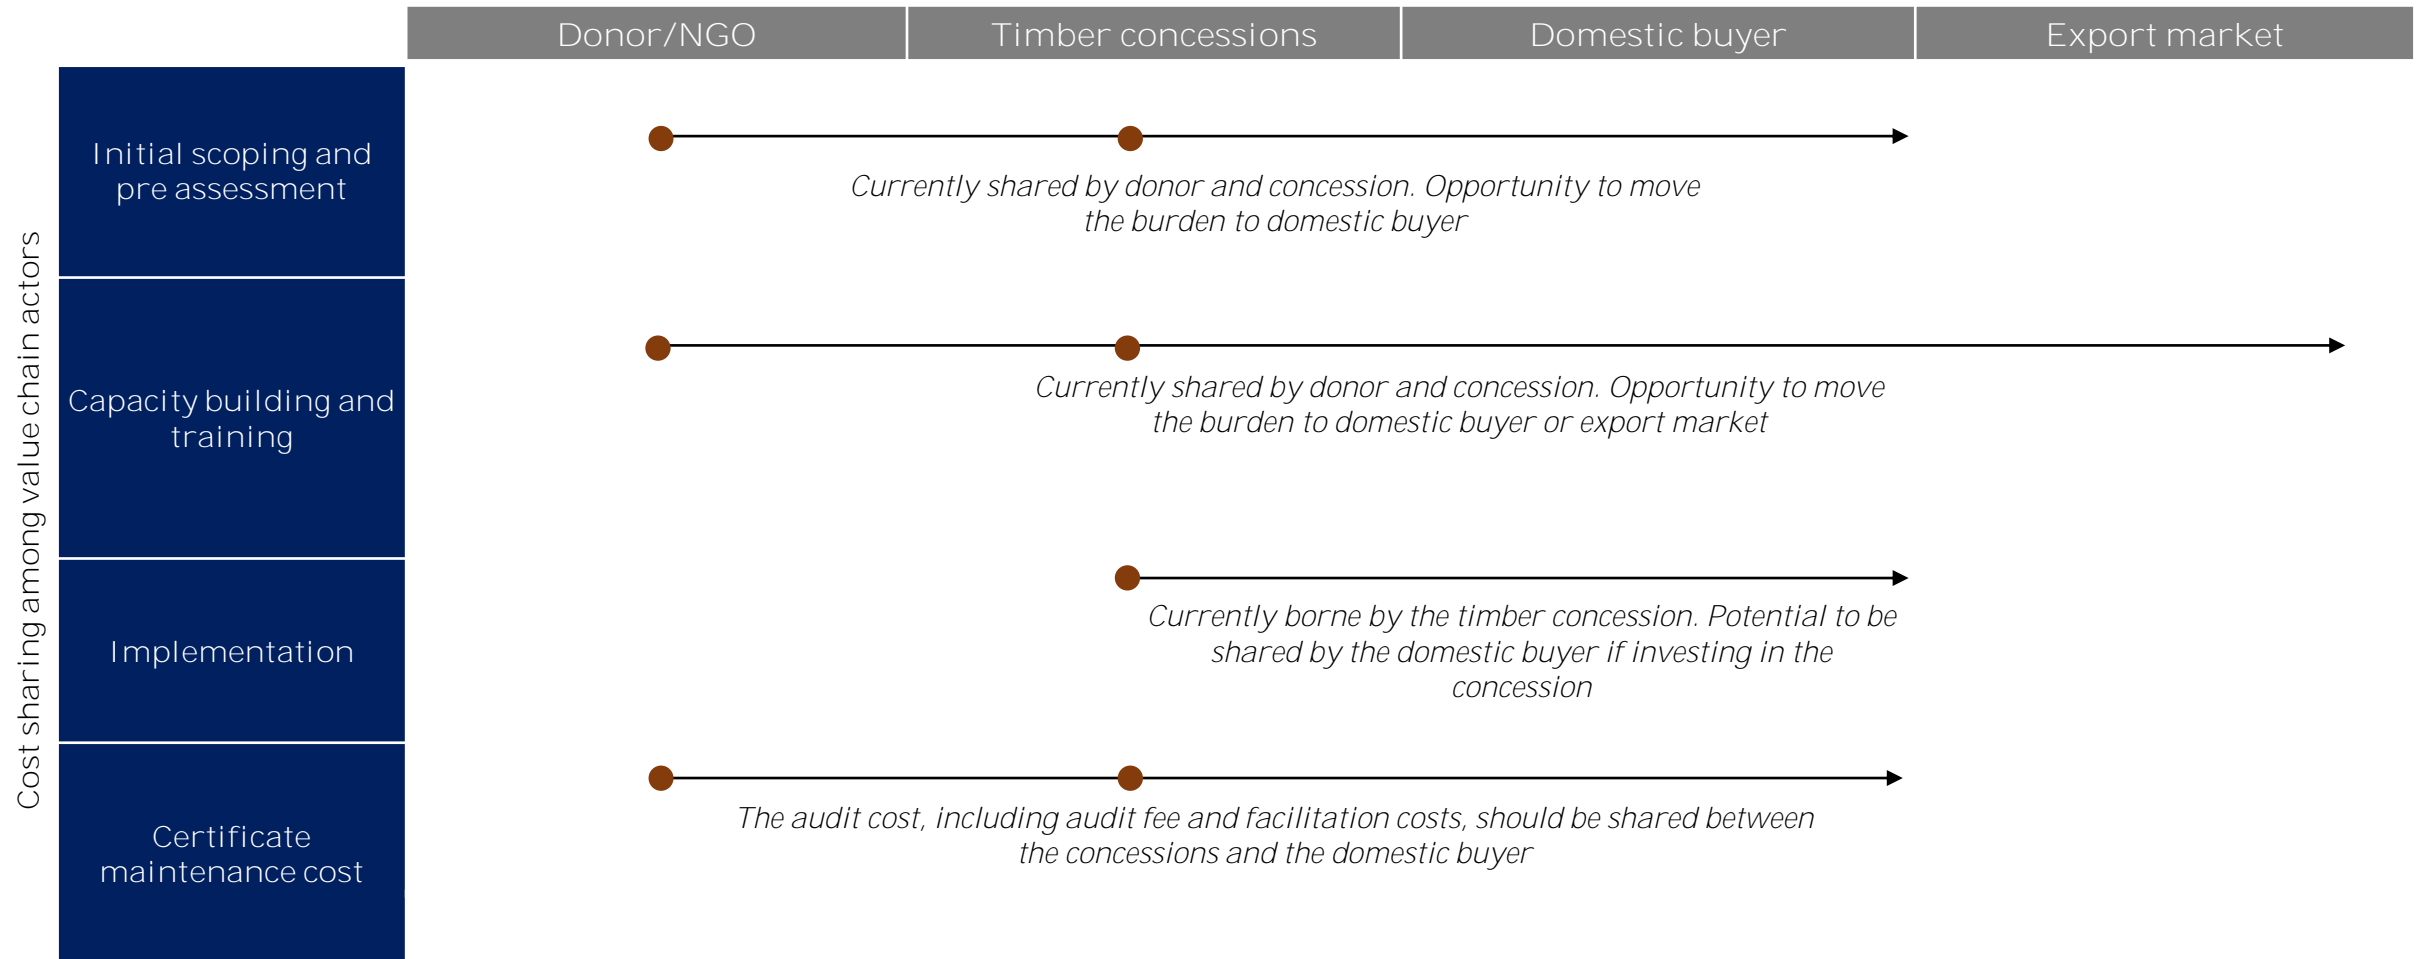 Donor/NGO
Timber concessions
Domestic buyer
Export market
Cost sharing among value chain actors
Initial scoping and
pre assessment
Currently shared by donor and concession. Opportunity to move
the burden to domestic buyer
Capacity building and
training
Currently shared by donor and concession. Opportunity to move
the burden to domestic buyer or export market
Implementation
Currently borne by the timber concession. Potential to be
shared by the domestic buyer if investing in the
concession
Certificate
maintenance cost
The audit cost, including audit fee and facilitation costs, should be shared between
the concessions and the domestic buyer